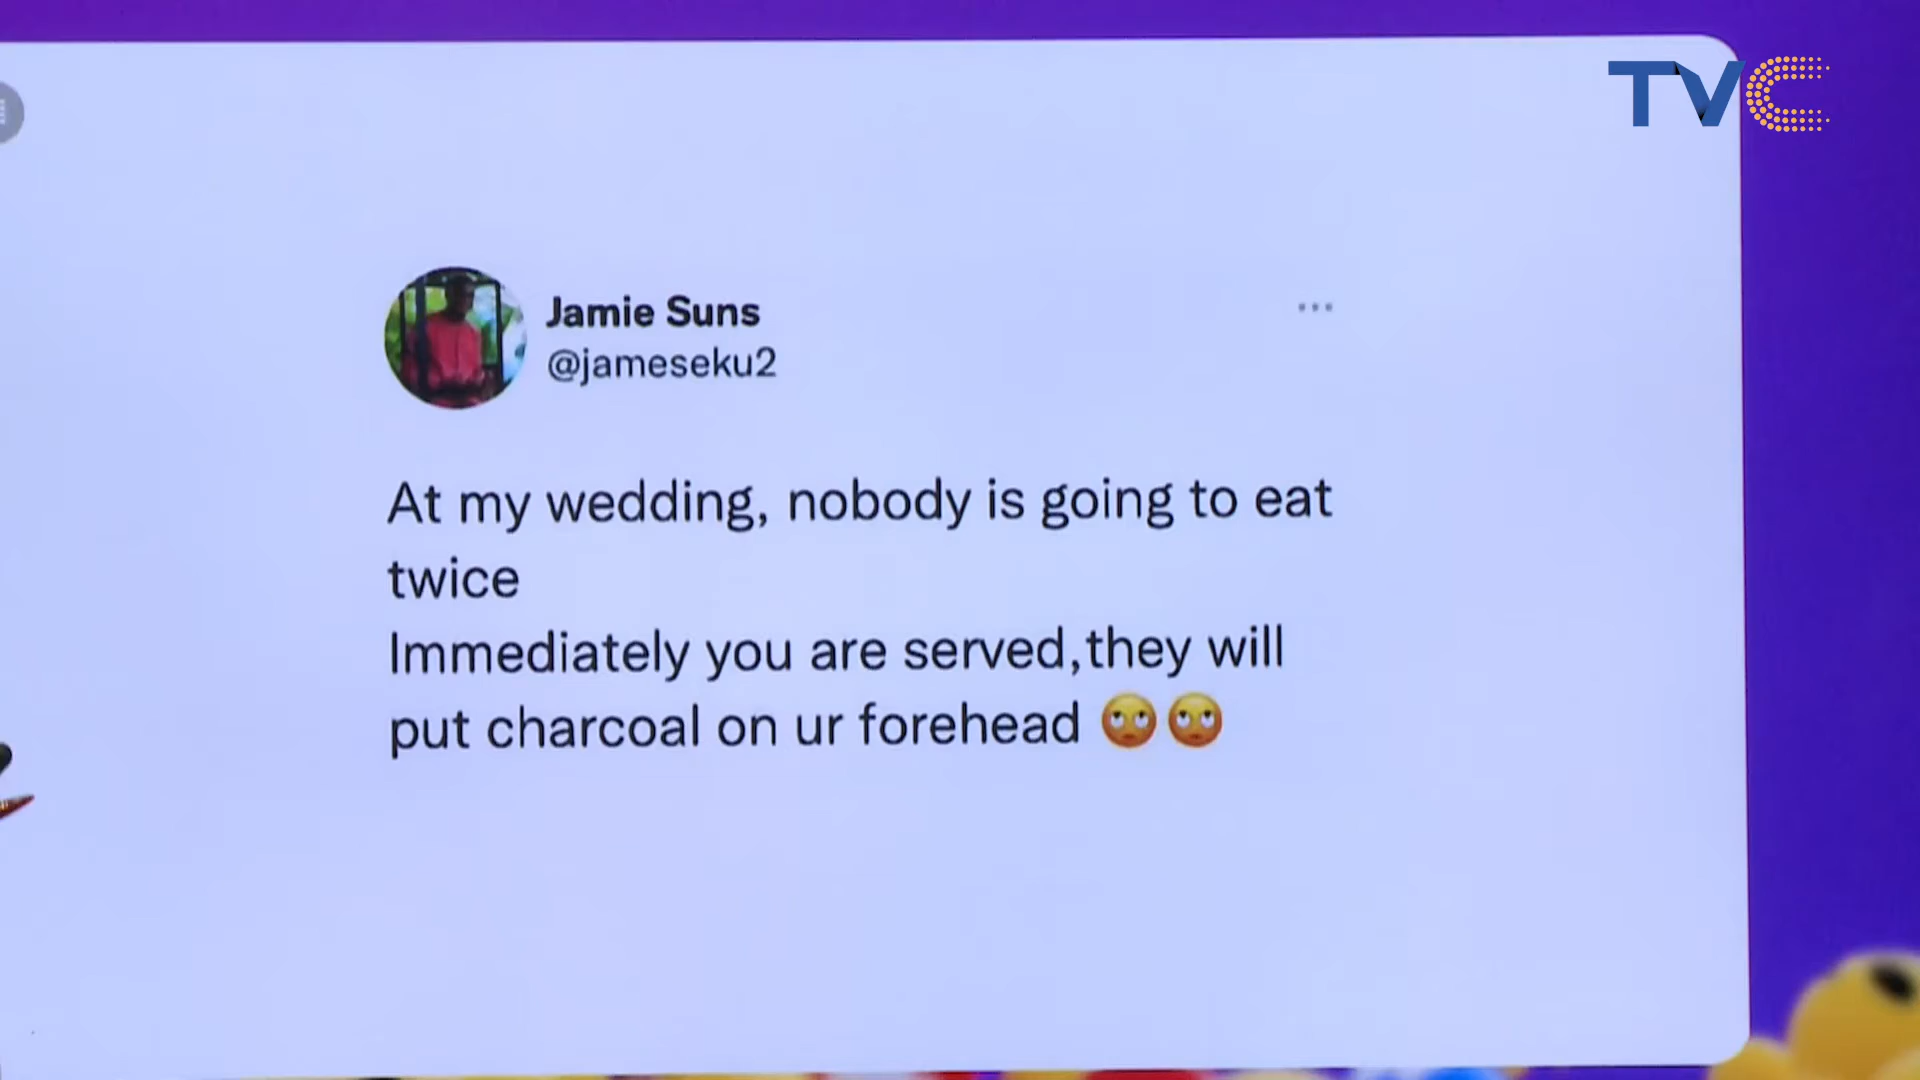 TVC
Jamie Suns
@jameseku2
At my wedding, nobody is going to eat
twice
Immediately you are served,they will
put charcoal on ur forehead 🙄🙄